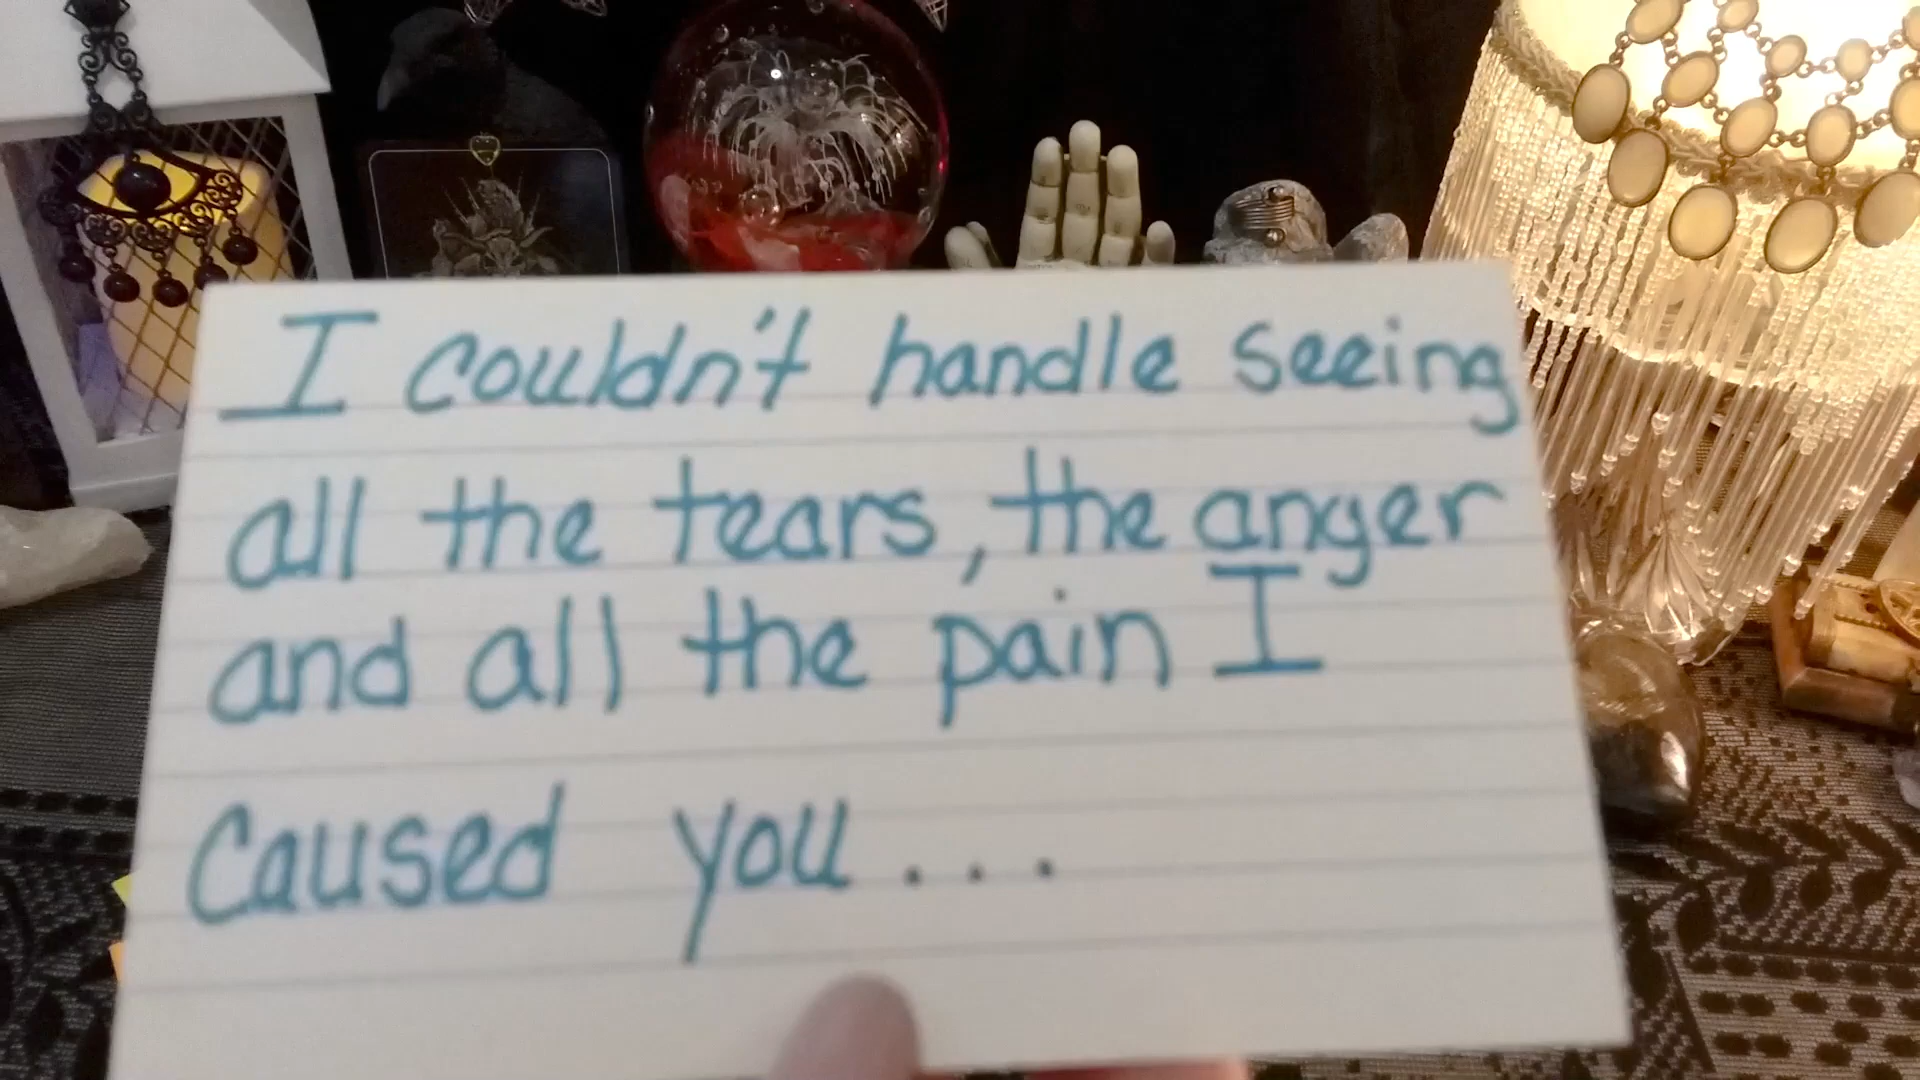 I couldn't handle seeing
all the tears, the anger
and all the pain I
Caused you...